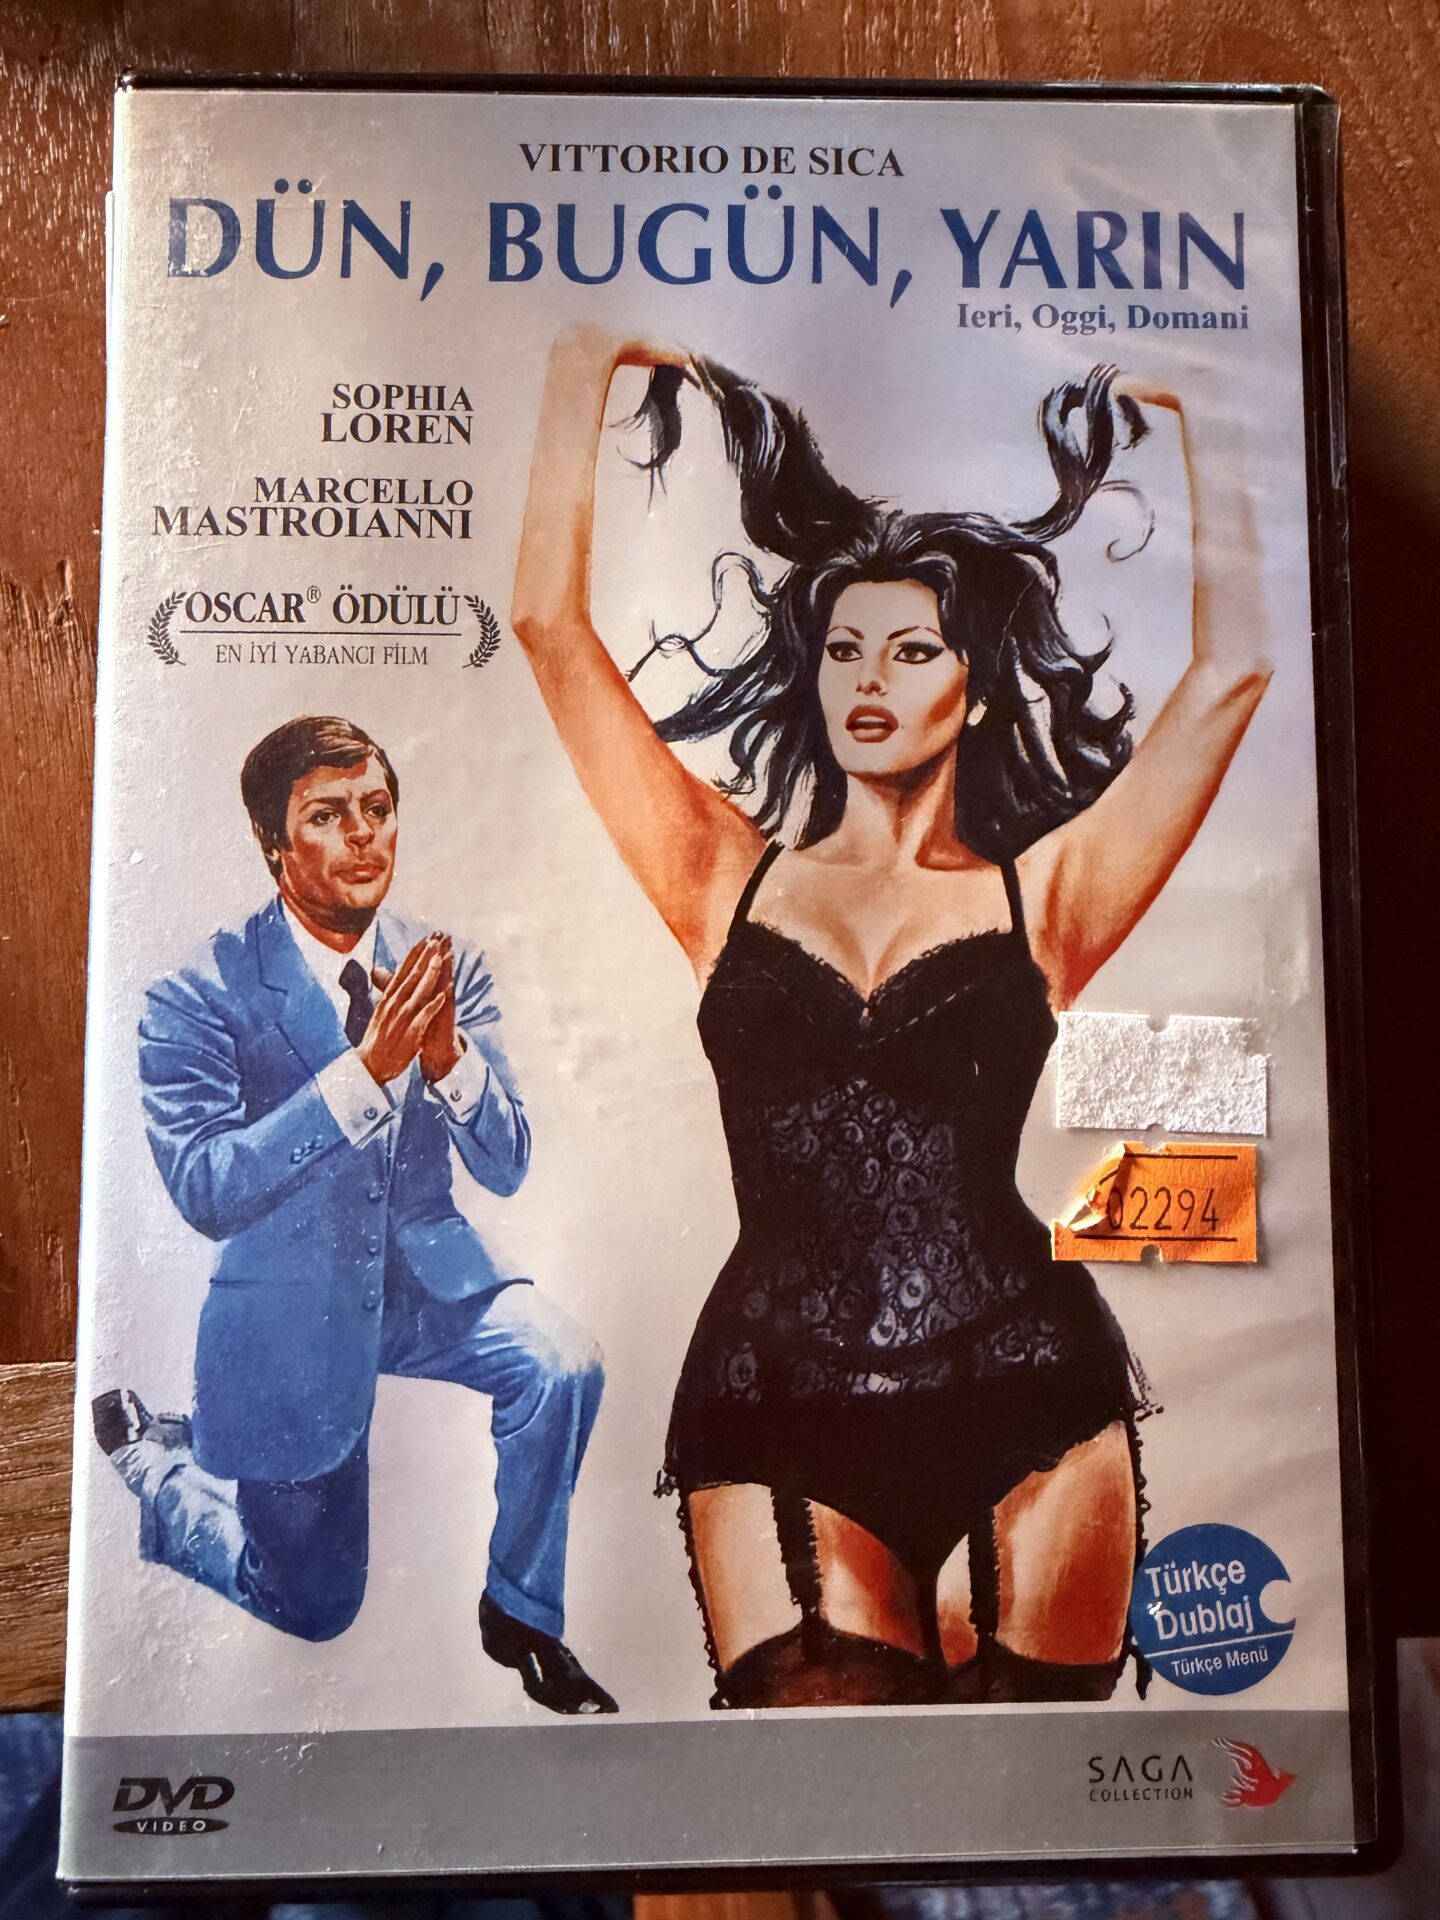 VITTORIO DE SICA
DÜN, BUGÜN, YARIN
Ieri, Oggi, Domani
SOPHIA
LOREN
MARCELLO
MASTROIANNI
OSCAR® ÖDÜLÜ
EN İYİ YABANCI FİLM
02294
Türkçe
Dublaj
Türkçe Menü
DVD
VIDEO
SAGA
COLLECTION